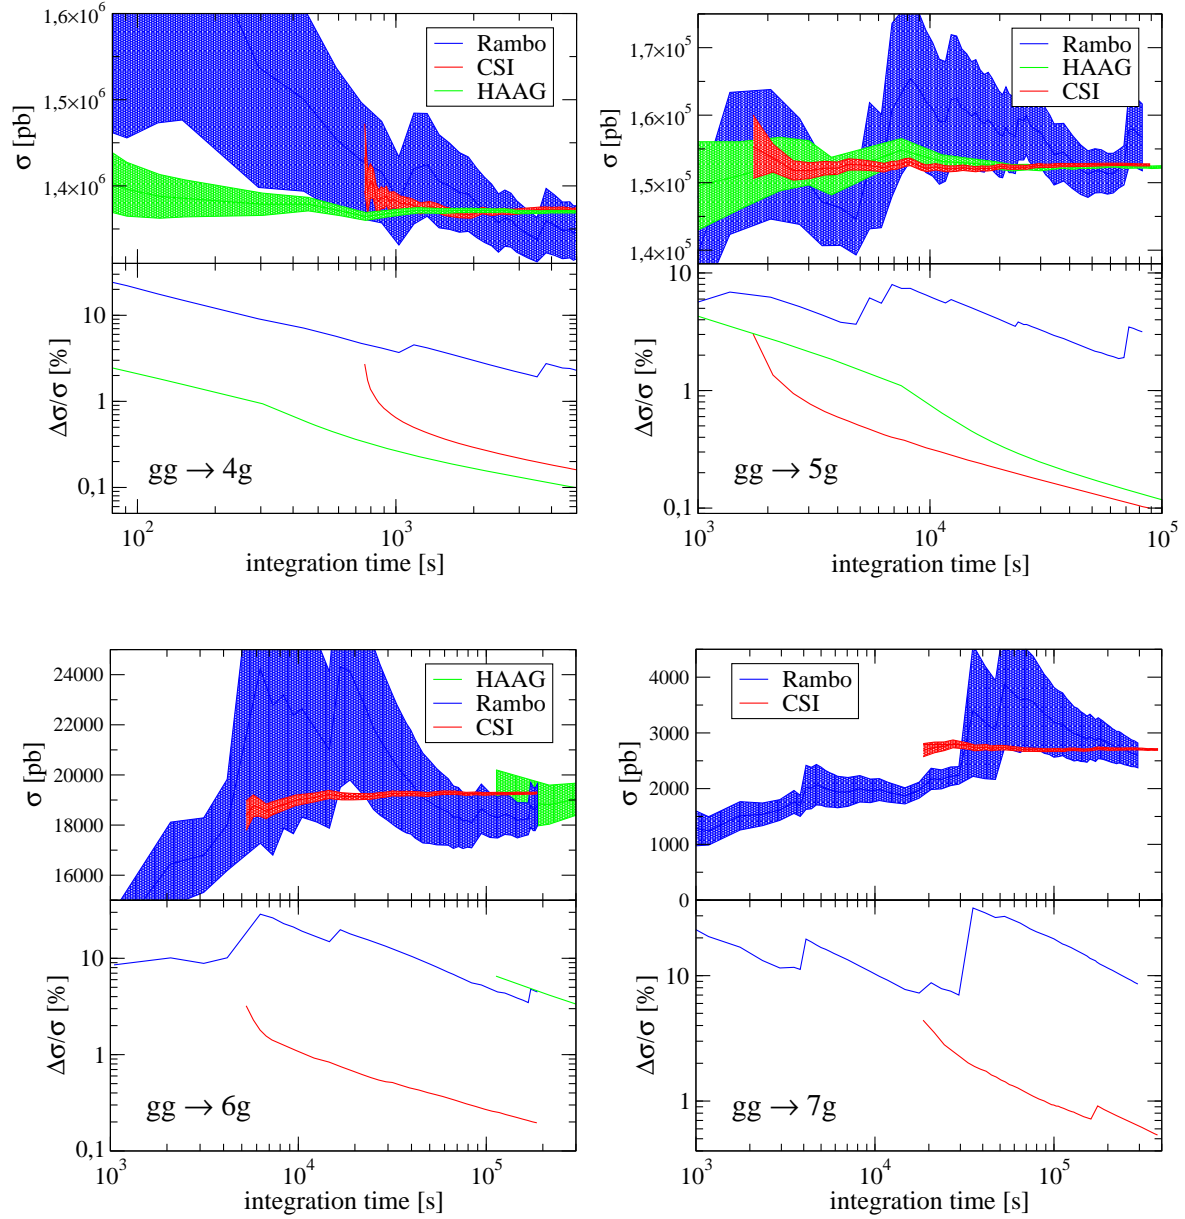 1,6×10⁶
1,5×10⁶
1,4×10⁶
σ [pb]
Rambo
CSI
HAAG
10
1
0,1
Δσ/σ [%]
gg → 4g
10² 10³
integration time [s]
1,7×10⁵
1,6×10⁵
1,5×10⁵
1,4×10⁵
σ [pb]
Rambo
HAAG
CSI
10
1
0,1
Δσ/σ [%]
gg → 5g
10³ 10⁴ 10⁵
integration time [s]
24000
22000
20000
18000
16000
σ [pb]
HAAG
Rambo
CSI
10
1
0,1
Δσ/σ [%]
gg → 6g
10³ 10⁴ 10⁵
integration time [s]
4000
3000
2000
1000
0
σ [pb]
Rambo
CSI
10
1
Δσ/σ [%]
gg → 7g
10³ 10⁴ 10⁵
integration time [s]